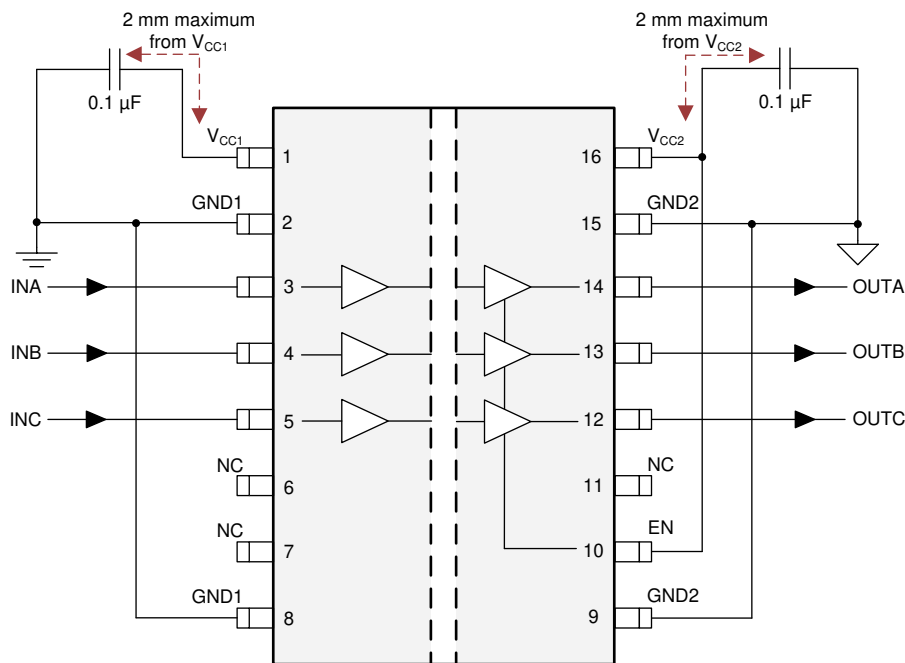 2 mm maximum
from VCC1
2 mm maximum
from VCC2
0.1 µF
0.1 µF
VCC1
1
16
VCC2
GND1
2
15
GND2
INA
3
14
OUTA
INB
4
13
OUTB
INC
5
12
OUTC
NC
6
11
NC
NC
7
10
EN
GND1
8
9
GND2